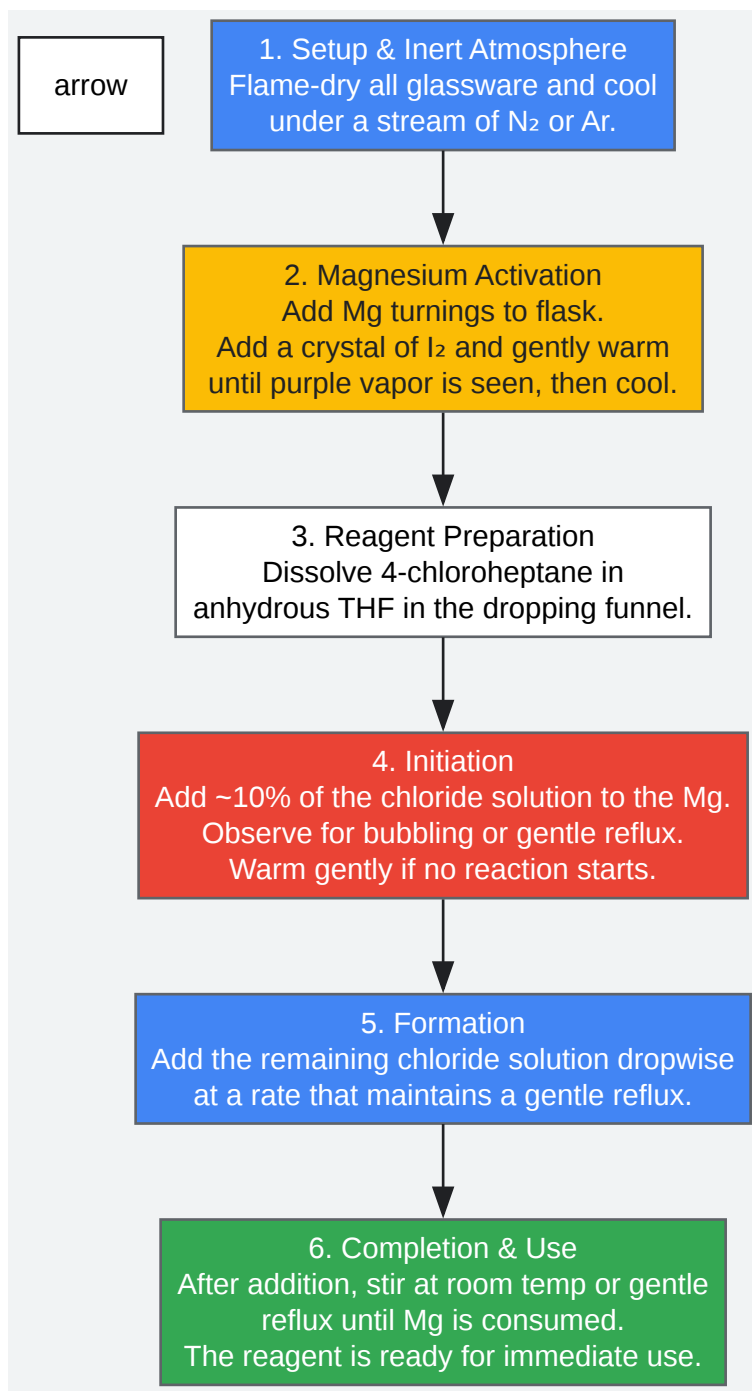 arrow
1. Setup & Inert Atmosphere
Flame-dry all glassware and cool
under a stream of N₂ or Ar.
2. Magnesium Activation
Add Mg turnings to flask.
Add a crystal of I₂ and gently warm
until purple vapor is seen, then cool.
3. Reagent Preparation
Dissolve 4-chloroheptane in
anhydrous THF in the dropping funnel.
4. Initiation
Add ~10% of the chloride solution to the Mg.
Observe for bubbling or gentle reflux.
Warm gently if no reaction starts.
5. Formation
Add the remaining chloride solution dropwise
at a rate that maintains a gentle reflux.
6. Completion & Use
After addition, stir at room temp or gentle
reflux until Mg is consumed.
The reagent is ready for immediate use.